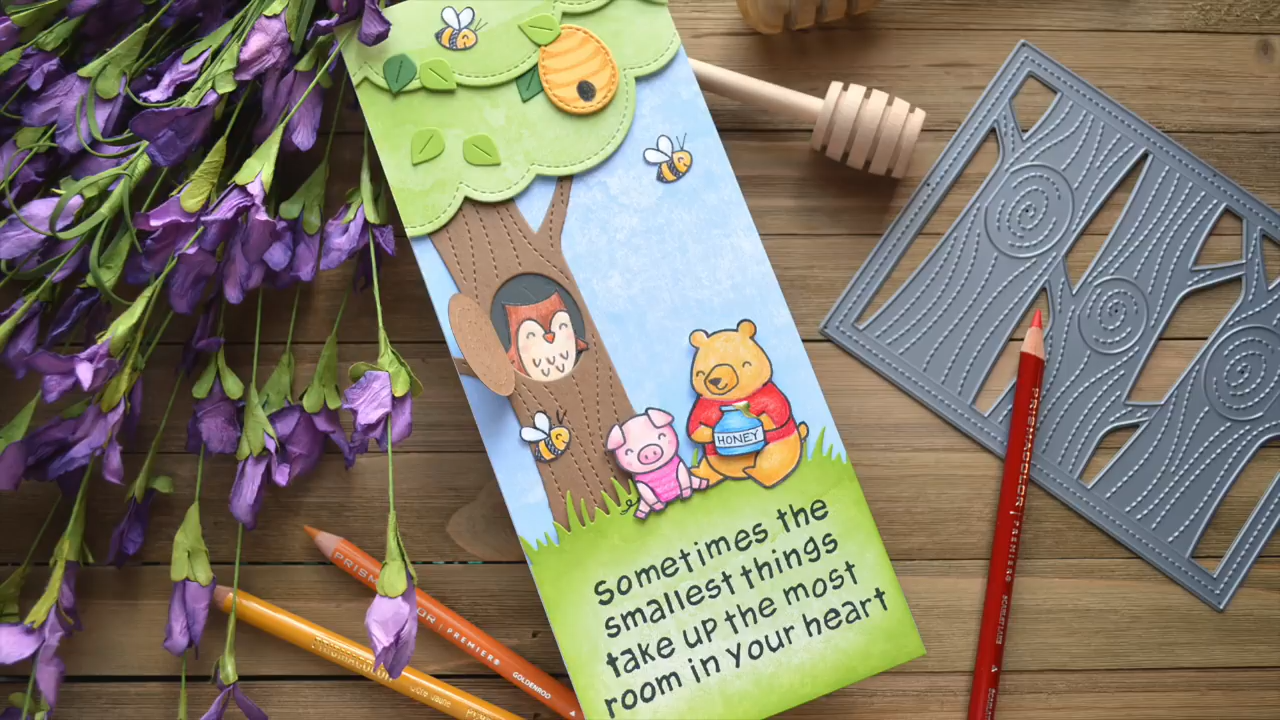 HONEY
Sometimes the
smallest things
take up the most
room in your heart
PRISMACOLOR | PREMIER®
PRISMACOLOR | PREMIER® GOLDENROD
PRISMACOLOR